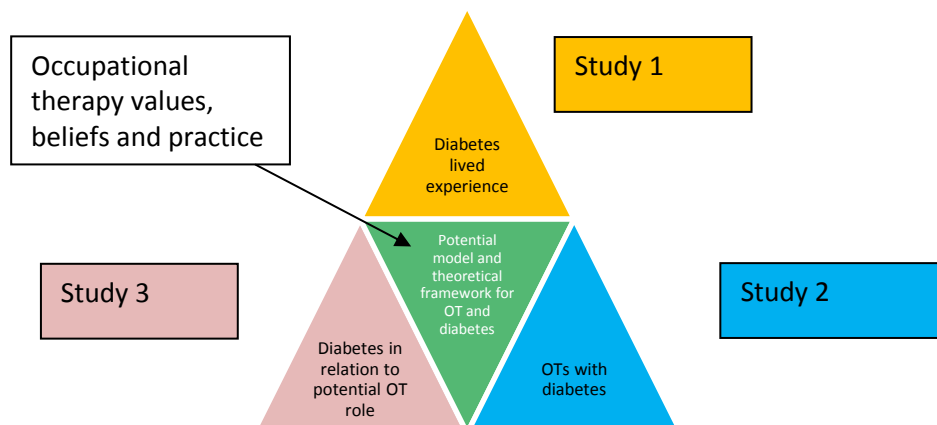 Occupational
therapy values,
beliefs and practice
Study 1
Diabetes
lived
experience
Potential
model and
theoretical
framework for
OT and
diabetes
Study 3
Study 2
Diabetes in
relation to
potential OT
role
OTs with
diabetes